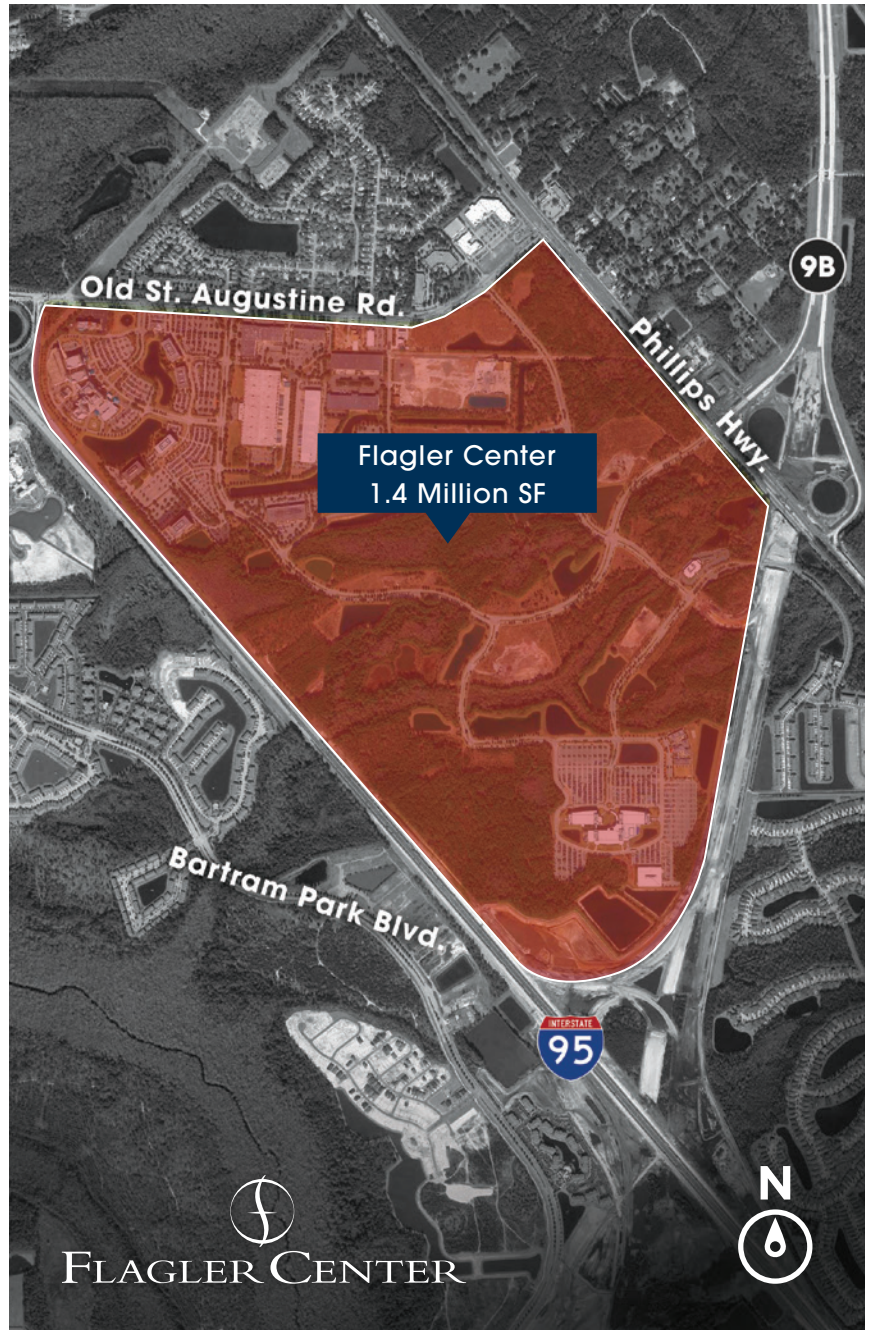 9B
Old St. Augustine Rd.
Phillips Hwy.
Flagler Center
1.4 Million SF
Bartram Park Blvd.
INTERSTATE
95
N
FLAGLER CENTER